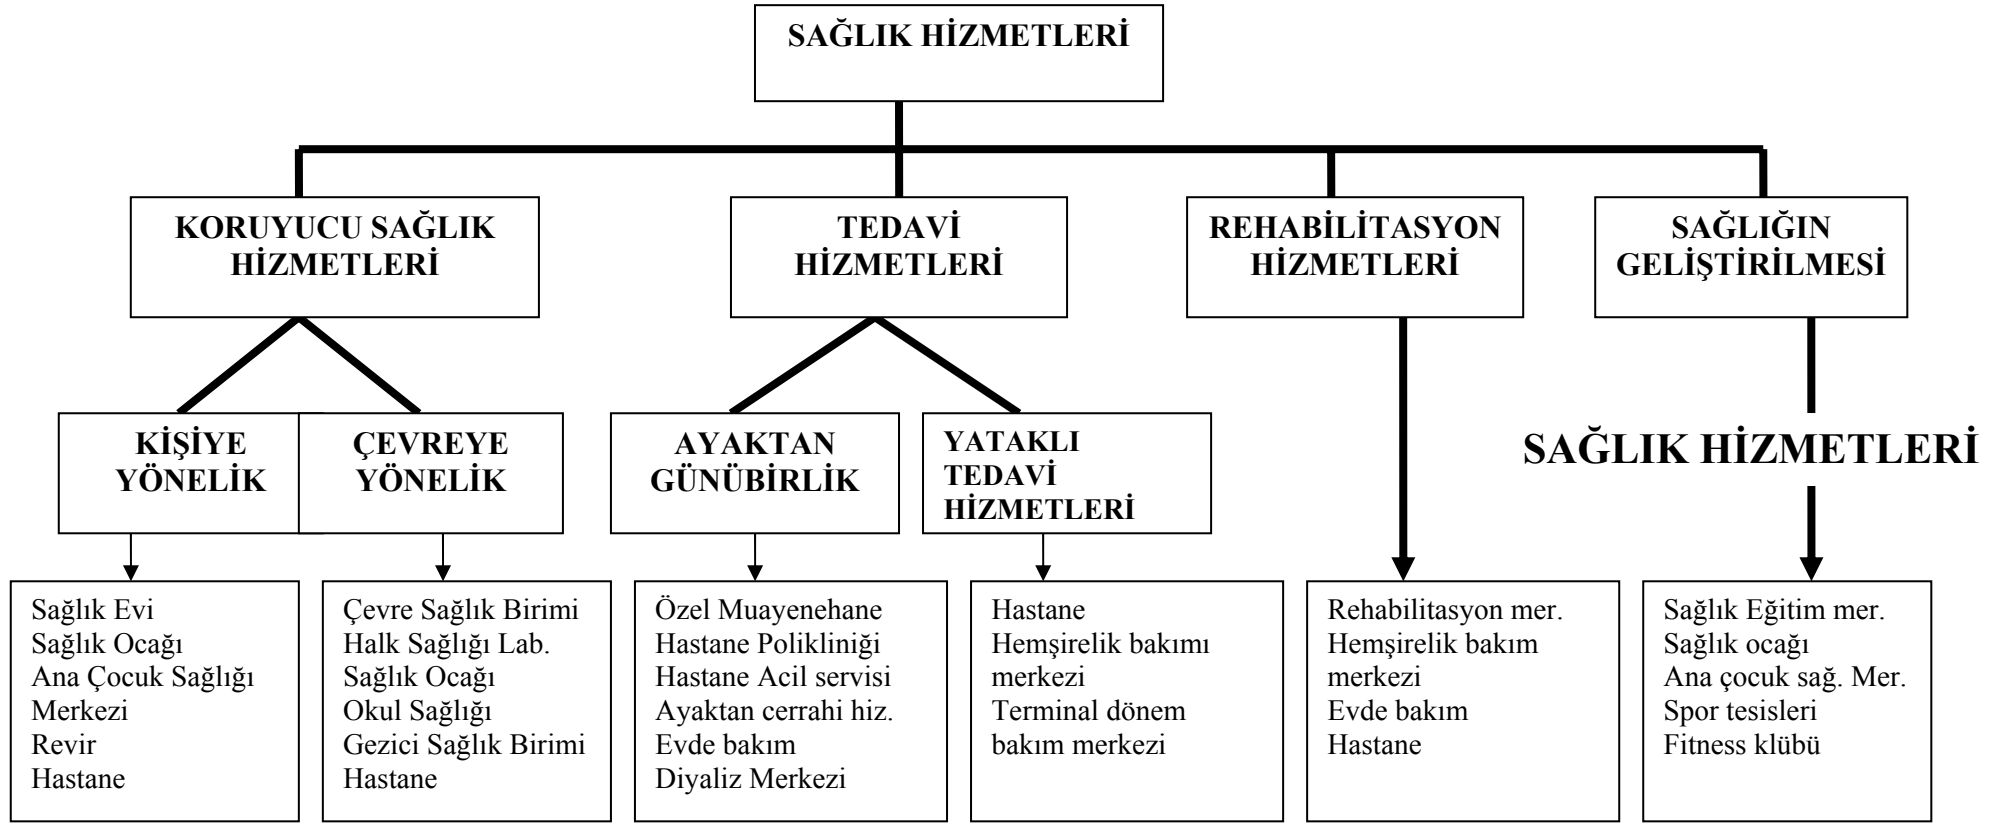 SAĞLIK HİZMETLERİ
KORUYUCU SAĞLIK
HİZMETLERİ
TEDAVİ
HİZMETLERİ
REHABİLİTASYON
HİZMETLERİ
SAĞLIĞIN
GELİŞTİRİLMESİ
KİŞİYE
YÖNELİK
ÇEVREYE
YÖNELİK
AYAKTAN
GÜNÜBİRLİK
YATAKLI
TEDAVİ
HİZMETLERİ
SAĞLIK HİZMETLERİ
Sağlık Evi
Sağlık Ocağı
Ana Çocuk Sağlığı
Merkezi
Revir
Hastane
Çevre Sağlık Birimi
Halk Sağlığı Lab.
Sağlık Ocağı
Okul Sağlığı
Gezici Sağlık Birimi
Hastane
Özel Muayenehane
Hastane Polikliniği
Hastane Acil servisi
Ayaktan cerrahi hiz.
Evde bakım
Diyaliz Merkezi
Hastane
Hemşirelik bakımı
merkezi
Terminal dönem
bakım merkezi
Rehabilitasyon mer.
Hemşirelik bakım
merkezi
Evde bakım
Hastane
Sağlık Eğitim mer.
Sağlık ocağı
Ana çocuk sağ. Mer.
Spor tesisleri
Fitness klübü